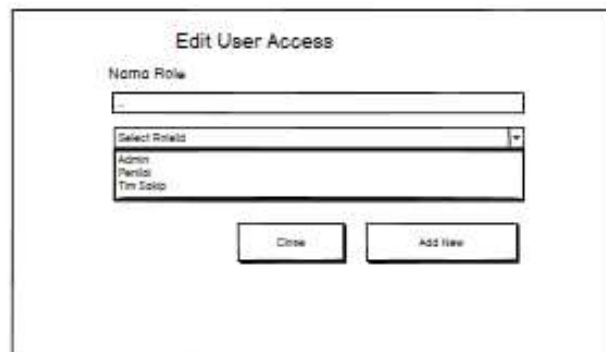 Edit User Access
Nama Role
Select RoleId
Admin
Penilai
Tim Sakip
Close
Add New